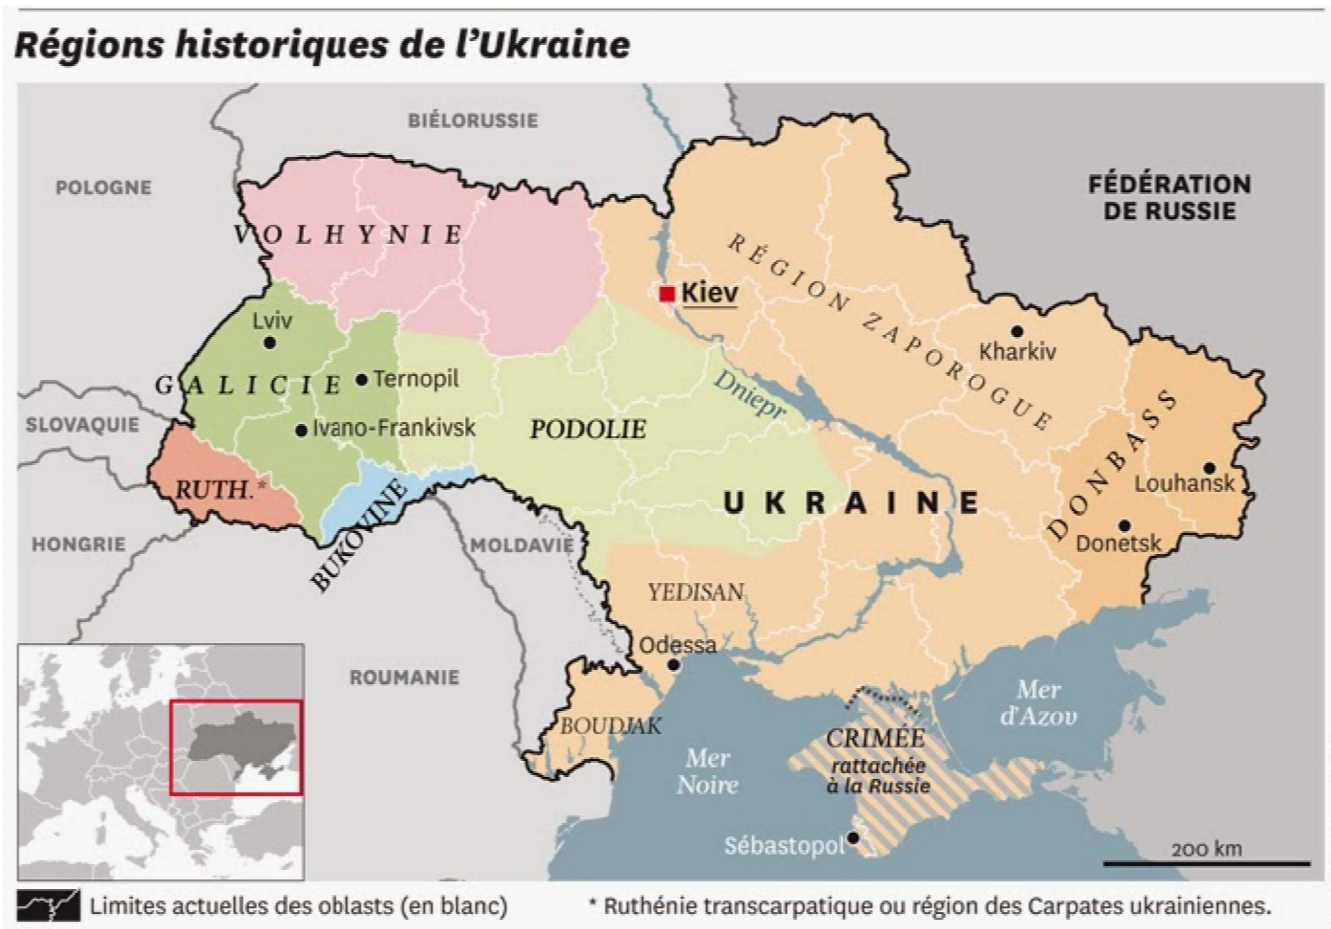 Régions historiques de l'Ukraine
BIÉLORUSSIE
POLOGNE
FÉDÉRATION
DE RUSSIE
VOLHYNIE
RÉGION ZAPOROGUE
Kiev
Lviv
Kharkiv
GALICIE
Ternopil
Dniepr
SLOVAQUIE
Ivano-Frankivsk
PODOLIE
DONBASS
RUTH.*
Louhansk
UKRAINE
BUKOVINE
HONGRIE
MOLDAVIE
Donetsk
YEDISAN
Odessa
ROUMANIE
Mer
d'Azov
BOUDJAK
CRIMÉE
rattachée
à la Russie
Mer
Noire
Sébastopol
200 km
Limites actuelles des oblasts (en blanc)
* Ruthénie transcarpatique ou région des Carpates ukrainiennes.